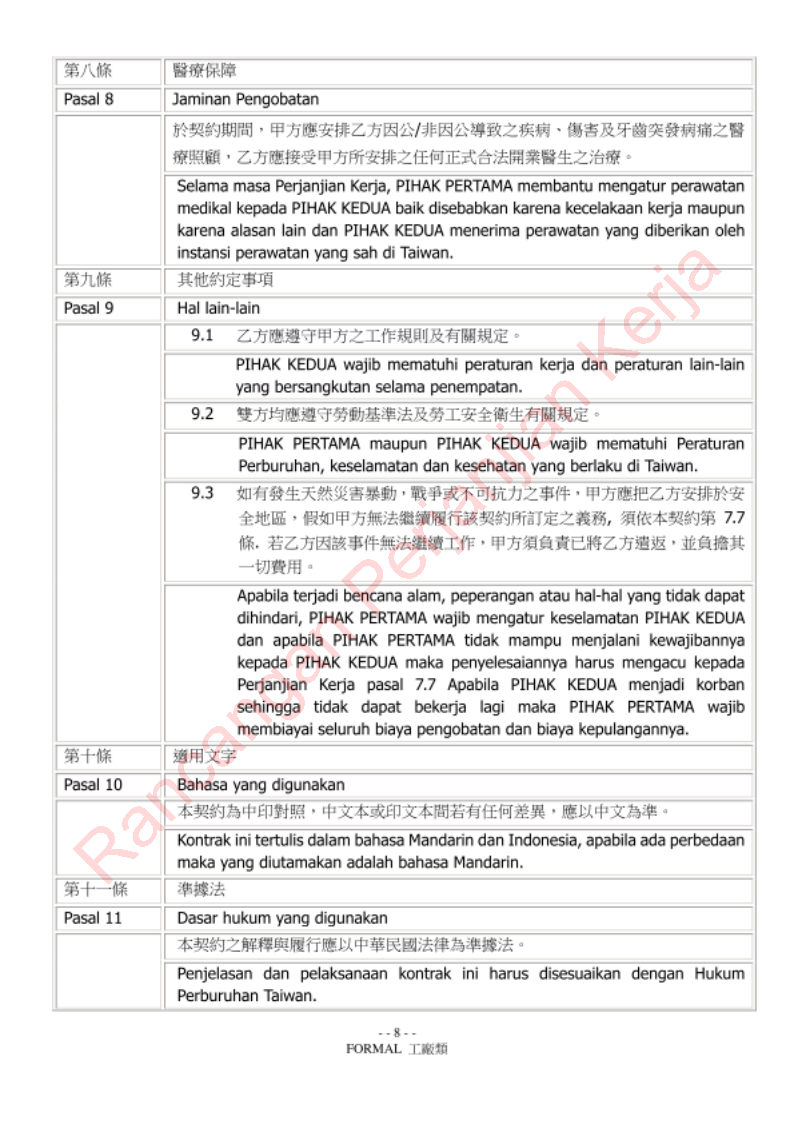 第八條 醫療保障
Pasal 8 Jaminan Pengobatan
於契約期間，甲方應安排乙方因公/非因公導致之疾病、傷害及牙齒突發病痛之醫
療照顧，乙方應接受甲方所安排之任何正式合法開業醫生之治療。
Selama masa Perjanjian Kerja, PIHAK PERTAMA membantu mengatur perawatan
medikal kepada PIHAK KEDUA baik disebabkan karena kecelakaan kerja maupun
karena alasan lain dan PIHAK KEDUA menerima perawatan yang diberikan oleh
instansi perawatan yang sah di Taiwan.
第九條 其他約定事項
Pasal 9 Hal lain-lain
9.1 乙方應遵守甲方之工作規則及有關規定。
PIHAK KEDUA wajib mematuhi peraturan kerja dan peraturan lain-lain
yang bersangkutan selama penempatan.
9.2 雙方均應遵守勞動基準法及勞工安全衛生有關規定。
PIHAK PERTAMA maupun PIHAK KEDUA wajib mematuhi Peraturan
Perburuhan, keselamatan dan kesehatan yang berlaku di Taiwan.
9.3 如有發生天然災害暴動，戰爭或不可抗力之事件，甲方應把乙方安排於安
全地區，假如甲方無法繼續履行該契約所訂定之義務, 須依本契約第 7.7
條. 若乙方因該事件無法繼續工作，甲方須負責已將乙方遣返，並負擔其
一切費用。
Apabila terjadi bencana alam, peperangan atau hal-hal yang tidak dapat
dihindari, PIHAK PERTAMA wajib mengatur keselamatan PIHAK KEDUA
dan apabila PIHAK PERTAMA tidak mampu menjalani kewajibannya
kepada PIHAK KEDUA maka penyelesaiannya harus mengacu kepada
Perjanjian Kerja pasal 7.7 Apabila PIHAK KEDUA menjadi korban
sehingga tidak dapat bekerja lagi maka PIHAK PERTAMA wajib
membiayai seluruh biaya pengobatan dan biaya kepulangannya.
第十條 適用文字
Pasal 10 Bahasa yang digunakan
本契約為中印對照，中文本或印文本間若有任何差異，應以中文為準。
Kontrak ini tertulis dalam bahasa Mandarin dan Indonesia, apabila ada perbedaan
maka yang diutamakan adalah bahasa Mandarin.
第十一條 準據法
Pasal 11 Dasar hukum yang digunakan
本契約之解釋與履行應以中華民國法律為準據法。
Penjelasan dan pelaksanaan kontrak ini harus disesuaikan dengan Hukum
Perburuhan Taiwan.
Rancangan Perjanjian Kerja
- - 8 - -
FORMAL 工廠類